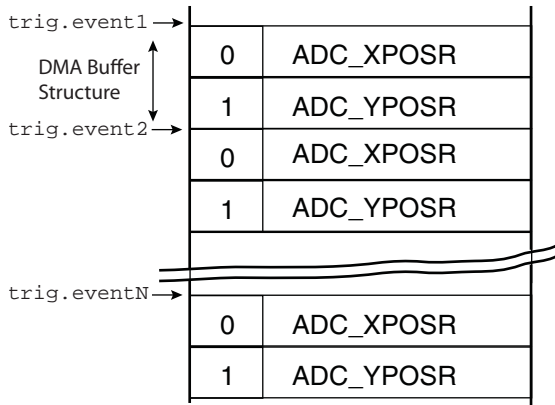 trig.event1
0 ADC_XPOSR
DMA Buffer
Structure
1 ADC_YPOSR
trig.event2
0 ADC_XPOSR
1 ADC_YPOSR
trig.eventN
0 ADC_XPOSR
1 ADC_YPOSR